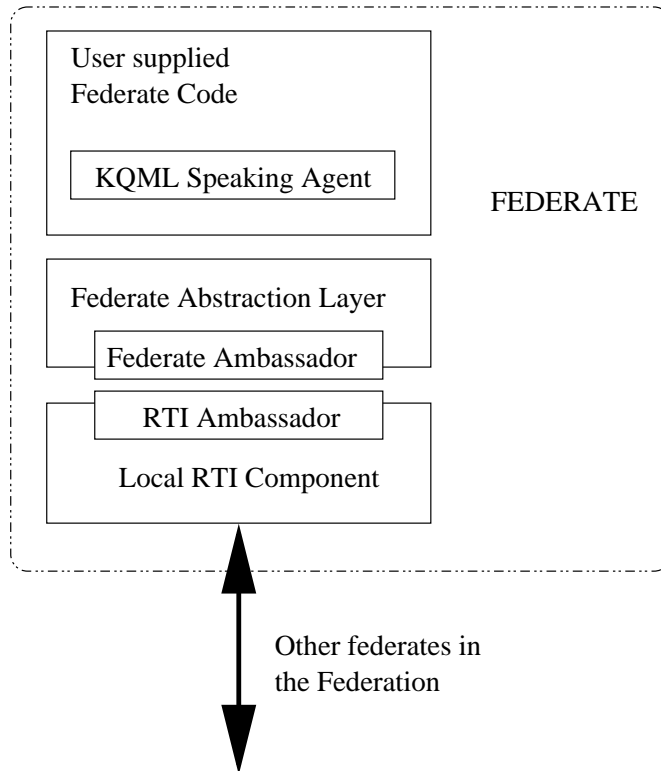 User supplied
Federate Code
KQML Speaking Agent
FEDERATE
Federate Abstraction Layer
Federate Ambassador
RTI Ambassador
Local RTI Component
Other federates in
the Federation